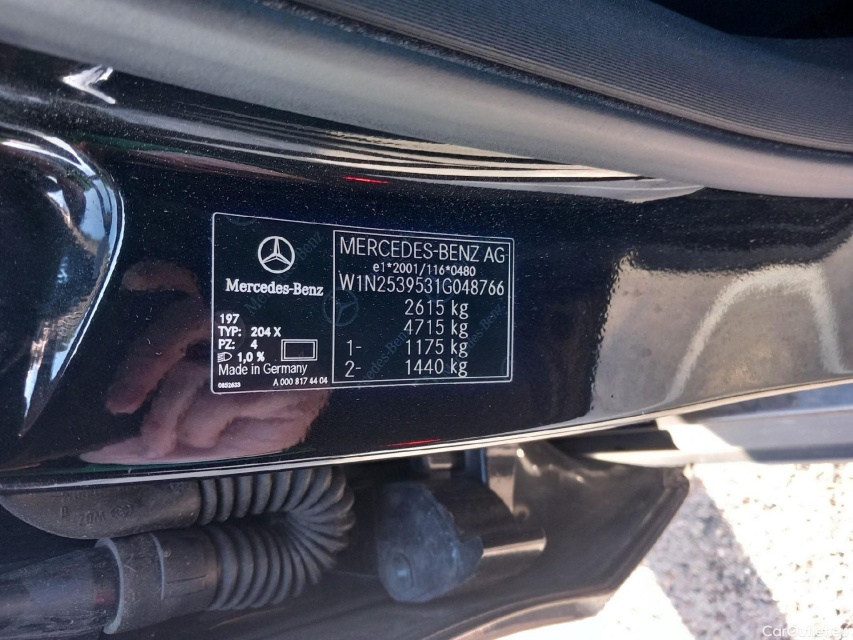 Mercedes-Benz
197
TYP: 204 X
PZ: 4
1,0 %
Made in Germany
0852633
A 000 817 44 04
MERCEDES-BENZ AG
e1*2001/116*0480
W1N2539531G048766
2615 kg
4715 kg
1- 1175 kg
2- 1440 kg